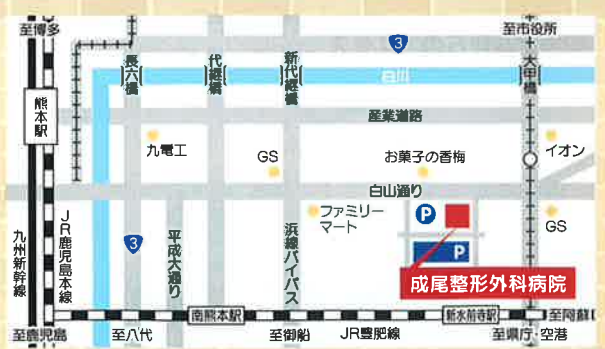 至博多
至市役所
3
長六橋
代継橋
新代継橋
白川
大甲橋
熊本駅
産業道路
九電工
GS
お菓子の香梅
イオン
白山通り
ファミリー
マート
P
GS
九州新幹線
JR鹿児島本線
3
平成大通り
浜線バイパス
P
成尾整形外科病院
南熊本駅
新水前寺駅
至阿蘇
至鹿児島
至八代
至御船
JR豊肥線
至県庁・空港